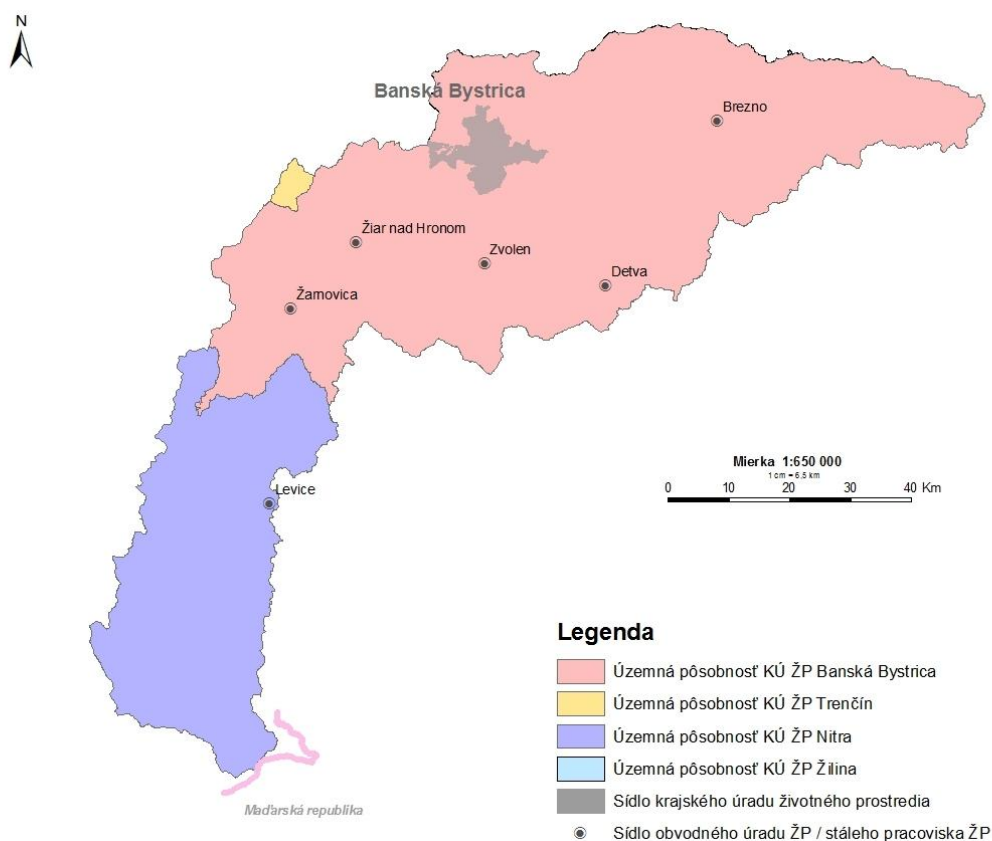 N
Banská Bystrica
Brezno
Žiar nad Hronom
Zvolen
Detva
Žarnovica
Levice
Mierka 1:650 000
1 cm = 6,5 km
0 10 20 30 40 Km
Legenda
Územná pôsobnosť KÚ ŽP Banská Bystrica
Územná pôsobnosť KÚ ŽP Trenčín
Územná pôsobnosť KÚ ŽP Nitra
Územná pôsobnosť KÚ ŽP Žilina
Sídlo krajského úradu životného prostredia
Sídlo obvodného úradu ŽP / stáleho pracoviska ŽP
Maďarská republika